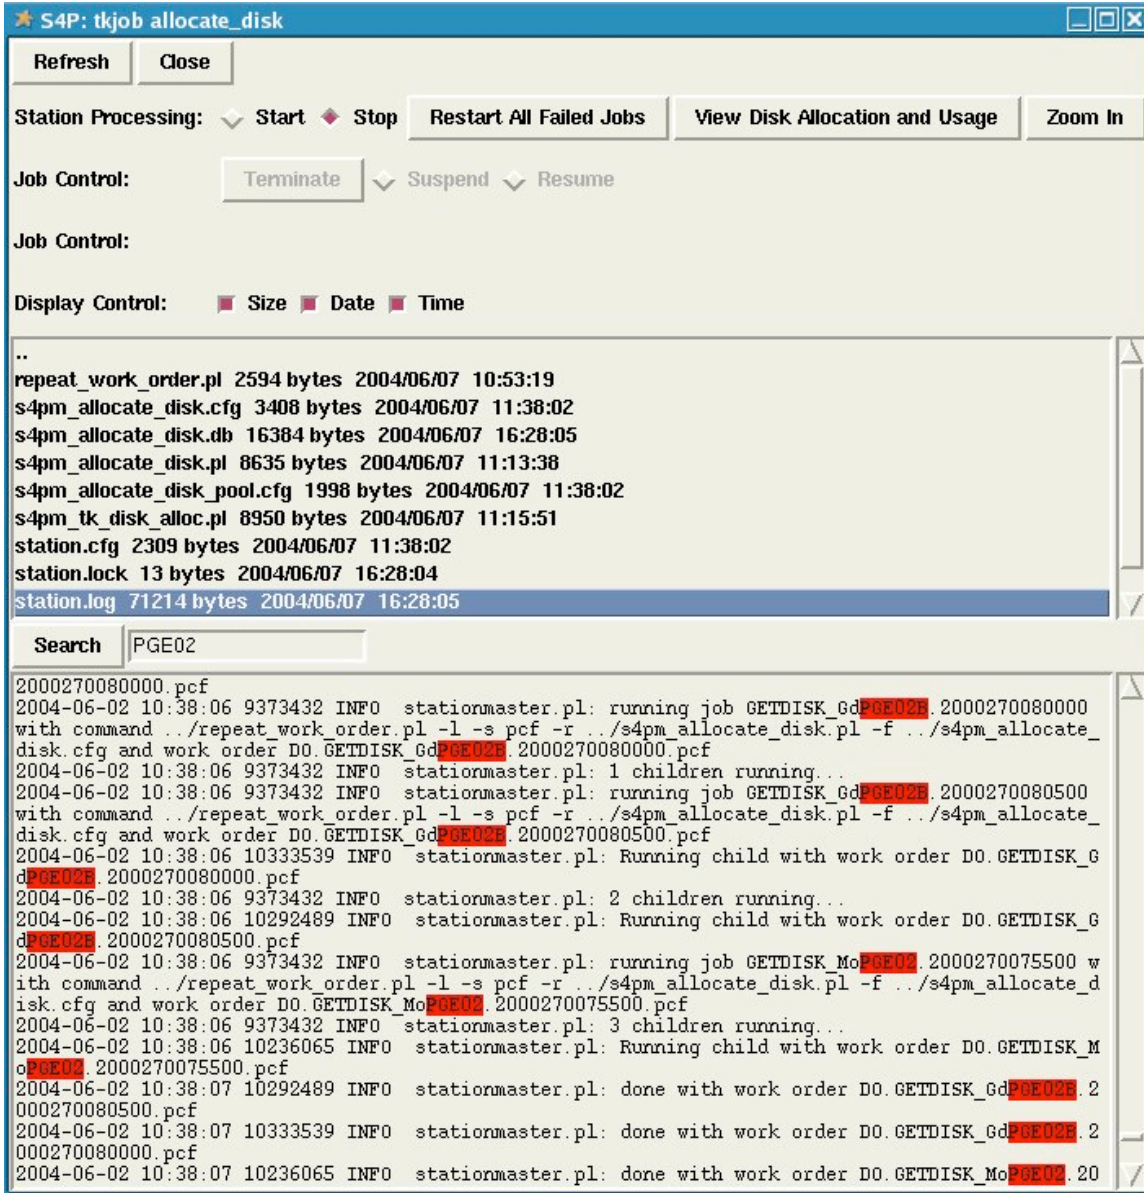 S4P: tkjob allocate_disk
Refresh Close
Station Processing: Start Stop Restart All Failed Jobs View Disk Allocation and Usage Zoom In
Job Control: Terminate Suspend Resume
Job Control:
Display Control: Size Date Time
..
repeat_work_order.pl 2594 bytes 2004/06/07 10:53:19
s4pm_allocate_disk.cfg 3408 bytes 2004/06/07 11:38:02
s4pm_allocate_disk.db 16384 bytes 2004/06/07 16:28:05
s4pm_allocate_disk.pl 8635 bytes 2004/06/07 11:13:38
s4pm_allocate_disk_pool.cfg 1998 bytes 2004/06/07 11:38:02
s4pm_tk_disk_alloc.pl 8950 bytes 2004/06/07 11:15:51
station.cfg 2309 bytes 2004/06/07 11:38:02
station.lock 13 bytes 2004/06/07 16:28:04
station.log 71214 bytes 2004/06/07 16:28:05
Search PGE02
2000270080000.pcf
2004-06-02 10:38:06 9373432 INFO stationmaster.pl: running job GETDISK_GdPGE02B.2000270080000
with command ../repeat_work_order.pl -l -s pcf -r ../s4pm_allocate_disk.pl -f ../s4pm_allocate_
disk.cfg and work order DO.GETDISK_GdPGE02B.2000270080000.pcf
2004-06-02 10:38:06 9373432 INFO stationmaster.pl: 1 children running...
2004-06-02 10:38:06 9373432 INFO stationmaster.pl: running job GETDISK_GdPGE02B.2000270080500
with command ../repeat_work_order.pl -l -s pcf -r ../s4pm_allocate_disk.pl -f ../s4pm_allocate_
disk.cfg and work order DO.GETDISK_GdPGE02B.2000270080500.pcf
2004-06-02 10:38:06 10333539 INFO stationmaster.pl: Running child with work order DO.GETDISK_G
dPGE02B.2000270080000.pcf
2004-06-02 10:38:06 9373432 INFO stationmaster.pl: 2 children running...
2004-06-02 10:38:06 10292489 INFO stationmaster.pl: Running child with work order DO.GETDISK_G
dPGE02B.2000270080500.pcf
2004-06-02 10:38:06 9373432 INFO stationmaster.pl: running job GETDISK_MoPGE02.2000270075500 w
ith command ../repeat_work_order.pl -l -s pcf -r ../s4pm_allocate_disk.pl -f ../s4pm_allocate_d
isk.cfg and work order DO.GETDISK_MoPGE02.2000270075500.pcf
2004-06-02 10:38:06 9373432 INFO stationmaster.pl: 3 children running...
2004-06-02 10:38:06 10236065 INFO stationmaster.pl: Running child with work order DO.GETDISK_M
oPGE02.2000270075500.pcf
2004-06-02 10:38:07 10292489 INFO stationmaster.pl: done with work order DO.GETDISK_GdPGE02B.2
000270080500.pcf
2004-06-02 10:38:07 10333539 INFO stationmaster.pl: done with work order DO.GETDISK_GdPGE02B.2
000270080000.pcf
2004-06-02 10:38:07 10236065 INFO stationmaster.pl: done with work order DO.GETDISK_MoPGE02.20